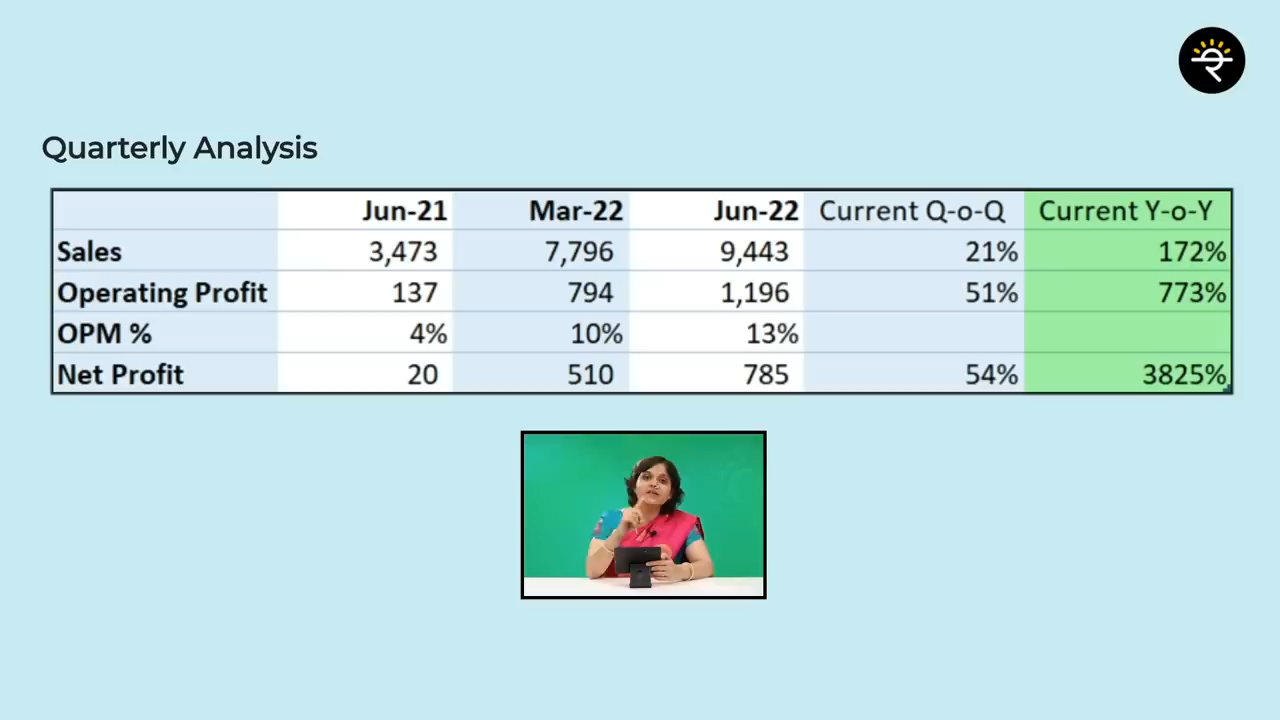 Quarterly Analysis
Jun-21 Mar-22 Jun-22 Current Q-o-Q Current Y-o-Y
Sales 3,473 7,796 9,443 21% 172%
Operating Profit 137 794 1,196 51% 773%
OPM % 4% 10% 13%
Net Profit 20 510 785 54% 3825%